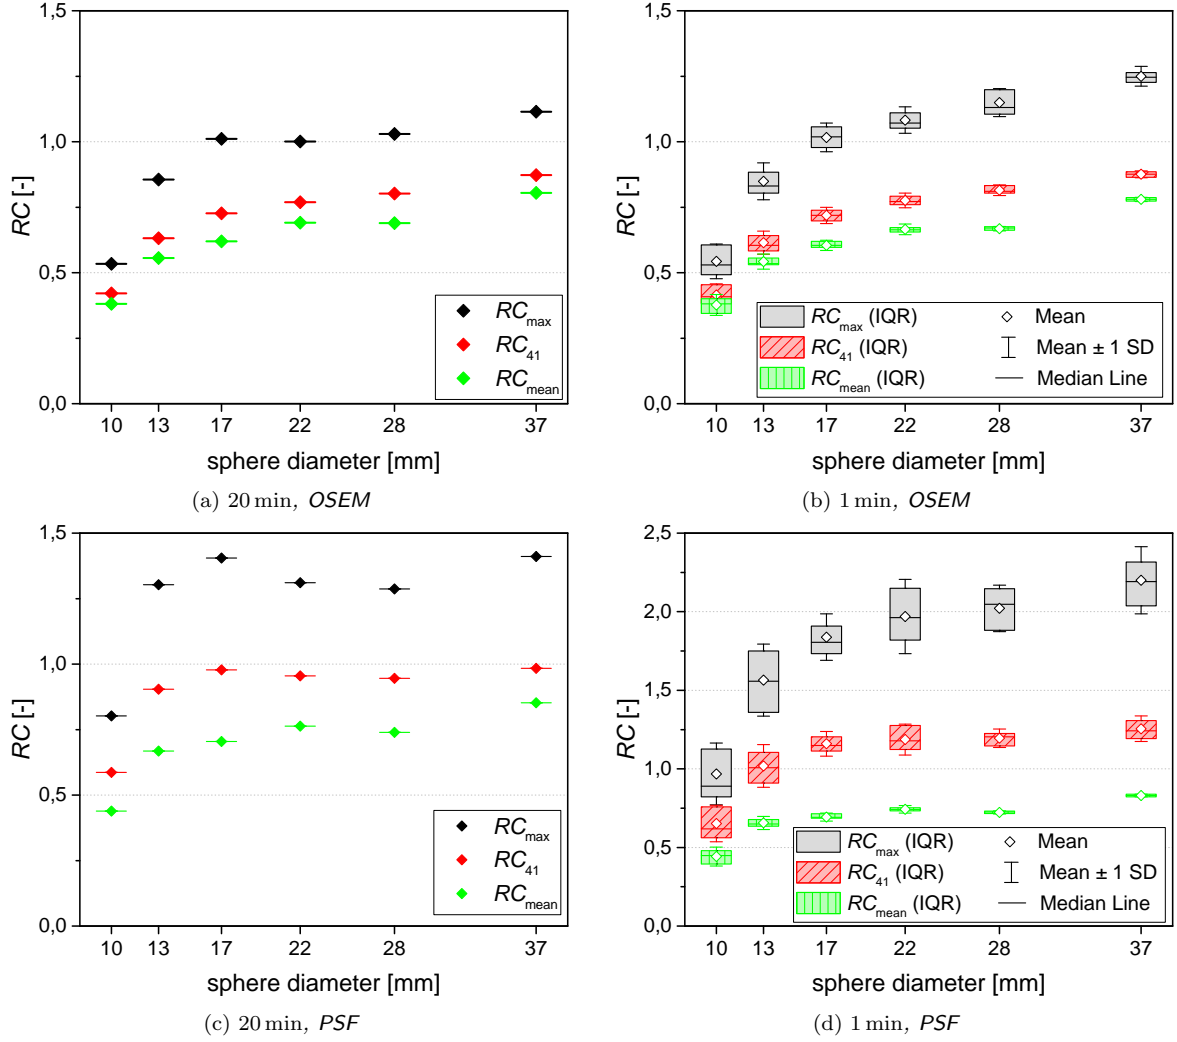 1,5
1,0
0,5
0,0
RC [-]
RCmax
RC41
RCmean
10 13 17 22 28 37
sphere diameter [mm]
(a) 20 min, OSEM
1,5
1,0
0,5
0,0
RC [-]
RCmax (IQR) Mean
RC41 (IQR) Mean ± 1 SD
RCmean (IQR) Median Line
10 13 17 22 28 37
sphere diameter [mm]
(b) 1 min, OSEM
1,5
1,0
0,5
0,0
RC [-]
RCmax
RC41
RCmean
10 13 17 22 28 37
sphere diameter [mm]
(c) 20 min, PSF
2,5
2,0
1,5
1,0
0,5
0,0
RC [-]
RCmax (IQR) Mean
RC41 (IQR) Mean ± 1 SD
RCmean (IQR) Median Line
10 13 17 22 28 37
sphere diameter [mm]
(d) 1 min, PSF